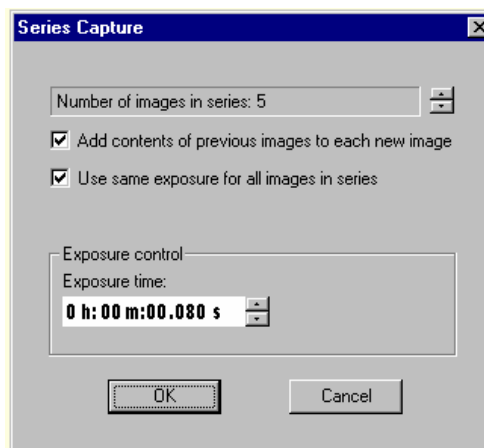 Series Capture
Number of images in series: 5
Add contents of previous images to each new image
Use same exposure for all images in series
Exposure control
Exposure time:
0 h: 00 m:00.080 s
OK
Cancel